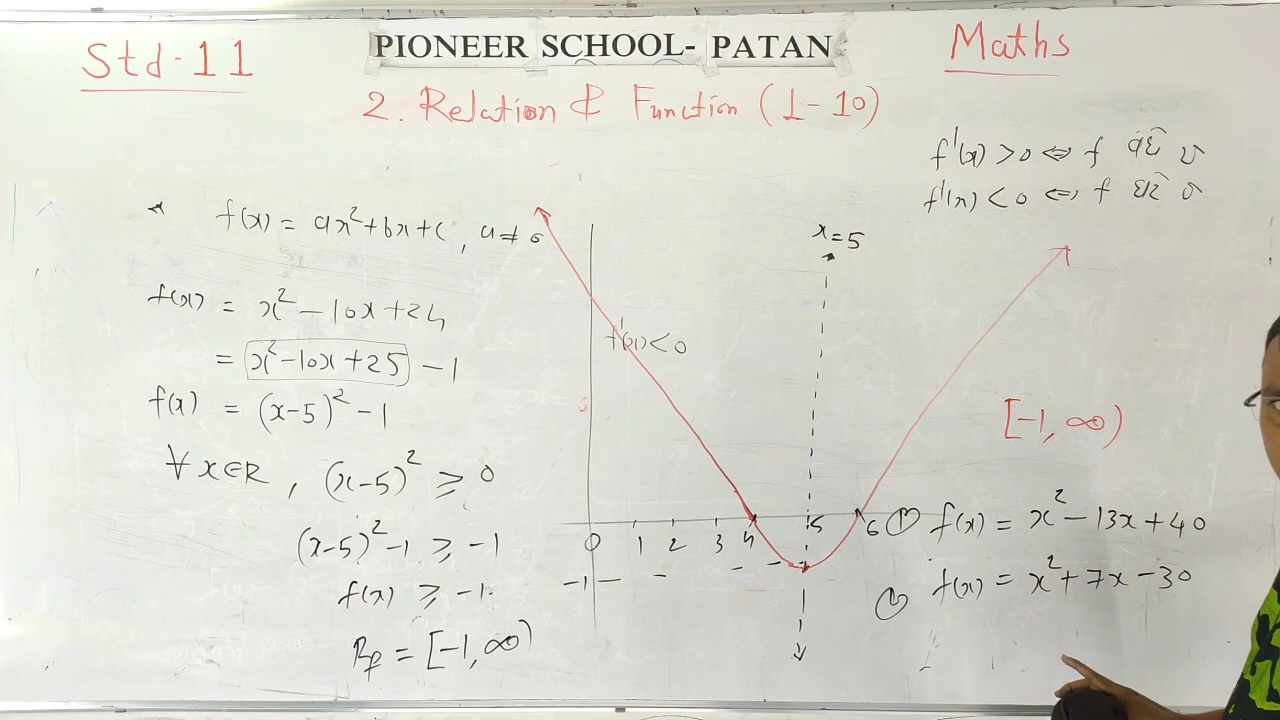 Std-11
PIONEER SCHOOL- PATAN
Maths
2. Relation & Function (1-10)
f'(x) > 0 ⇔ f
f'(x) < 0 ⇔ f
f(x) = ax²+bx+c, a≠0
x=5
f(x) = x²-10x+24
= x²-10x+25 -1
f(x) = (x-5)²-1
f'(x)<0
[-1, ∞)
∀ x∈R, (x-5)² ≥ 0
(x-5)²-1 ≥ -1
f(x) ≥ -1
Rf = [-1, ∞)
0 1 2 3 4 5 6
-1
f(x) = x²-13x+40
f(x) = x²+7x-30